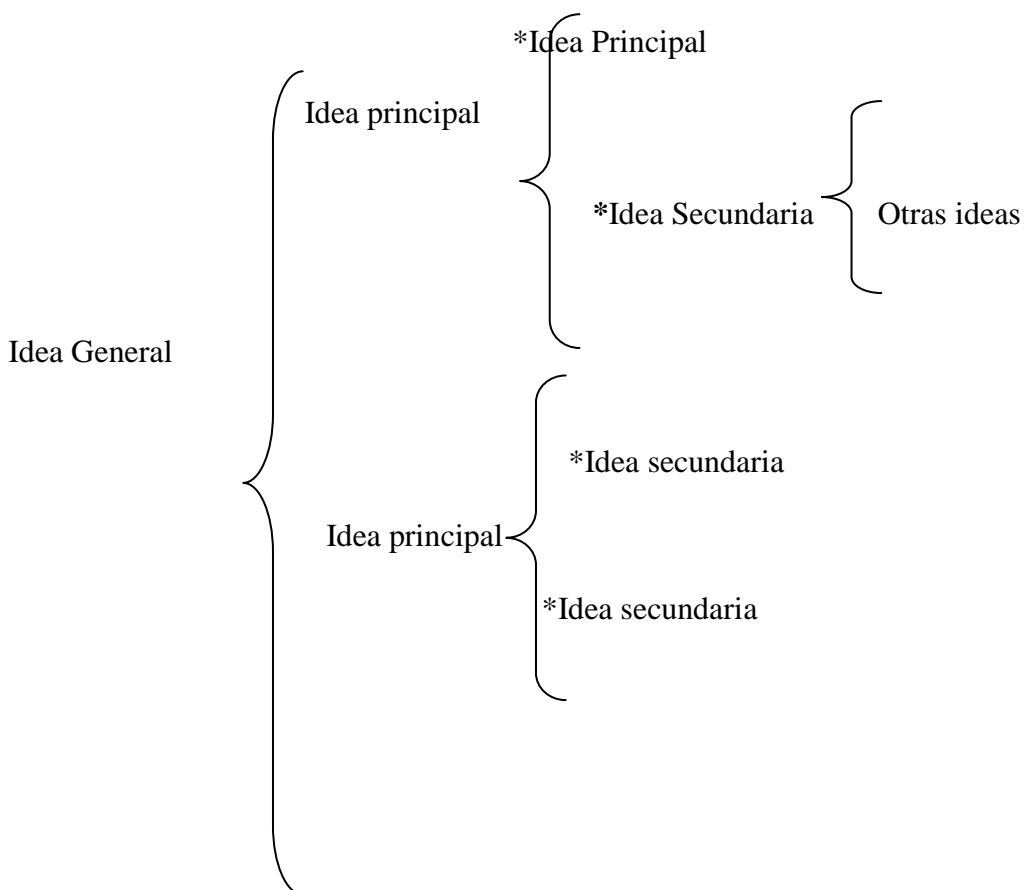 *Idea Principal
Idea principal
*Idea Secundaria
Otras ideas
Idea General
*Idea secundaria
Idea principal
*Idea secundaria